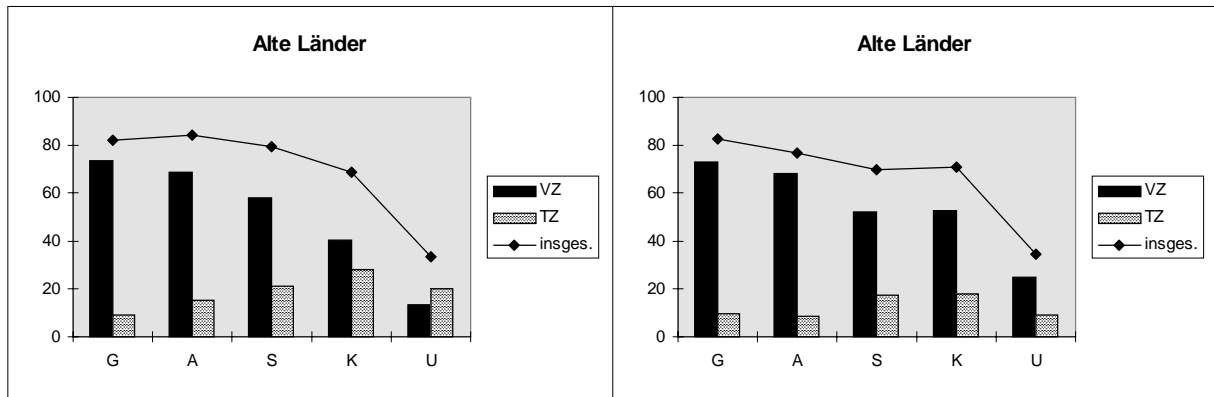 Alte Länder
100
80
60
40
20
0
G A S K U
VZ
TZ
insges.
Alte Länder
100
80
60
40
20
0
G A S K U
VZ
TZ
insges.